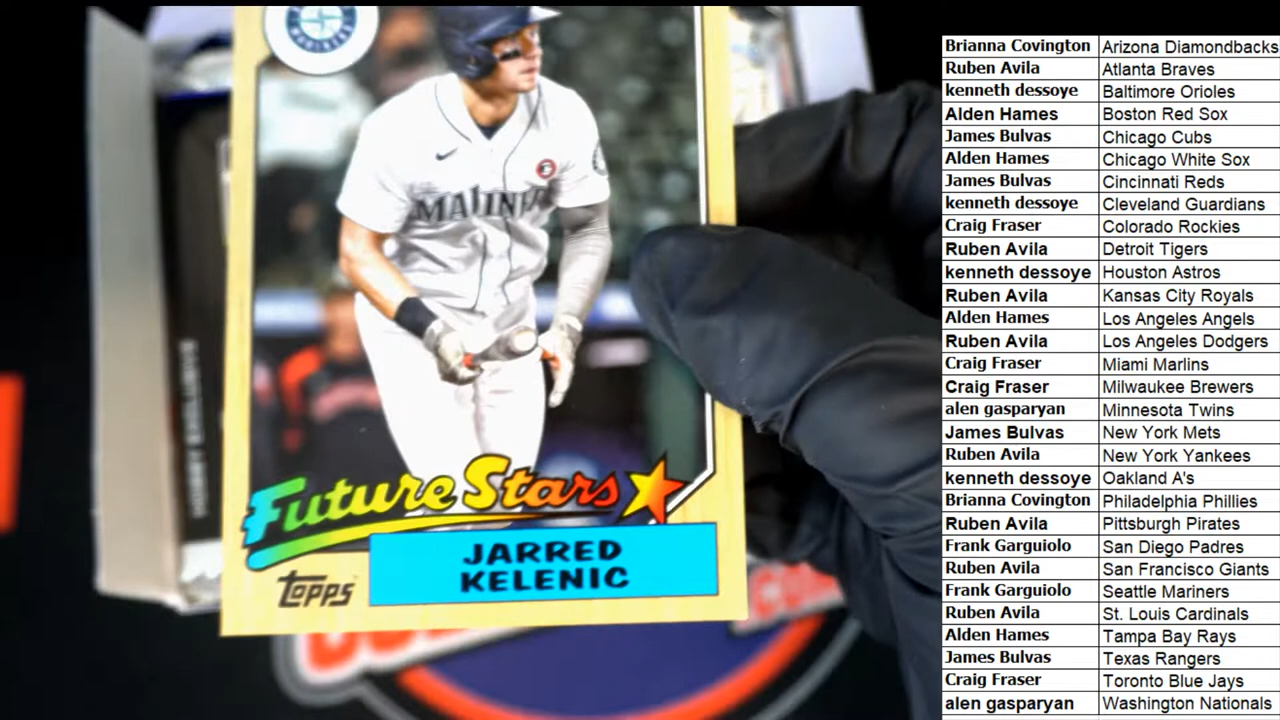 MARINERS
MARINERS
Future Stars
JARRED
KELENIC
Topps
Brianna Covington Arizona Diamondbacks
Ruben Avila Atlanta Braves
kenneth dessoye Baltimore Orioles
Alden Hames Boston Red Sox
James Bulvas Chicago Cubs
Alden Hames Chicago White Sox
James Bulvas Cincinnati Reds
kenneth dessoye Cleveland Guardians
Craig Fraser Colorado Rockies
Ruben Avila Detroit Tigers
kenneth dessoye Houston Astros
Ruben Avila Kansas City Royals
Alden Hames Los Angeles Angels
Ruben Avila Los Angeles Dodgers
Craig Fraser Miami Marlins
Craig Fraser Milwaukee Brewers
alen gasparyan Minnesota Twins
James Bulvas New York Mets
Ruben Avila New York Yankees
kenneth dessoye Oakland A's
Brianna Covington Philadelphia Phillies
Ruben Avila Pittsburgh Pirates
Frank Garguiolo San Diego Padres
Ruben Avila San Francisco Giants
Frank Garguiolo Seattle Mariners
Ruben Avila St. Louis Cardinals
Alden Hames Tampa Bay Rays
James Bulvas Texas Rangers
Craig Fraser Toronto Blue Jays
alen gasparyan Washington Nationals